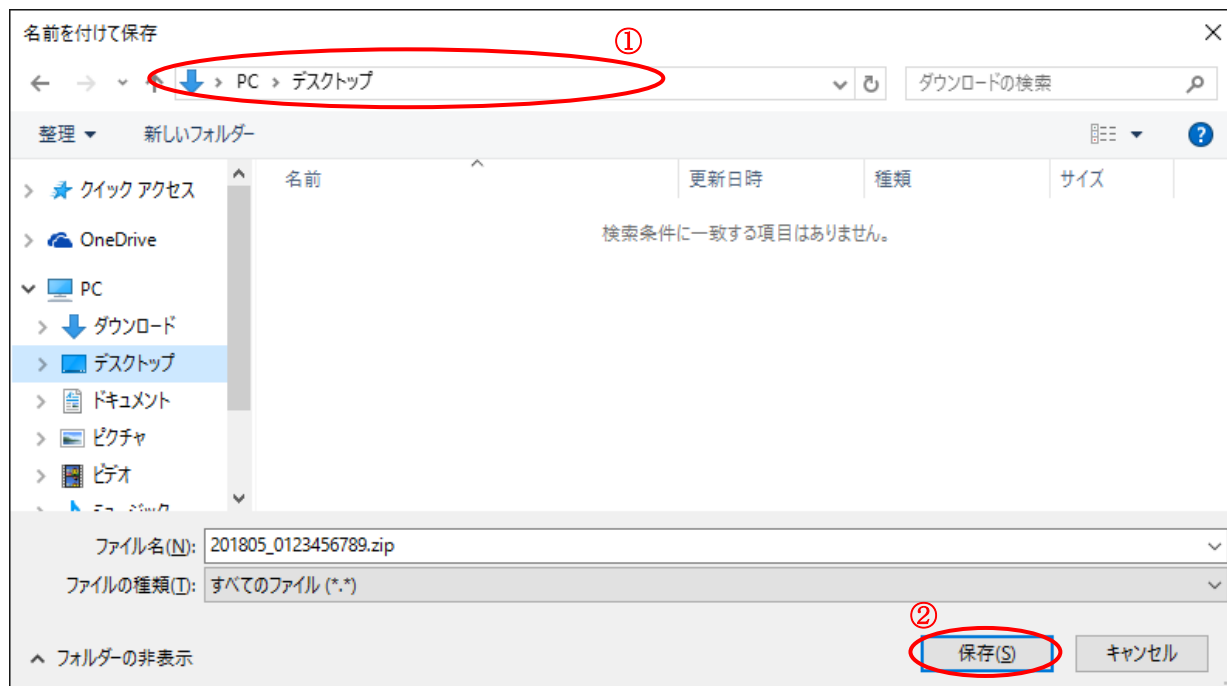 名前を付けて保存
①
PC > デスクトップ
ダウンロードの検索
整理 新しいフォルダー
名前 更新日時 種類 サイズ
クイック アクセス
検索条件に一致する項目はありません。
OneDrive
PC
ダウンロード
デスクトップ
ドキュメント
ピクチャ
ビデオ
ミュージック
ファイル名(N): 201805_0123456789.zip
ファイルの種類(T): すべてのファイル (*.*)
②
フォルダーの非表示 保存(S) キャンセル